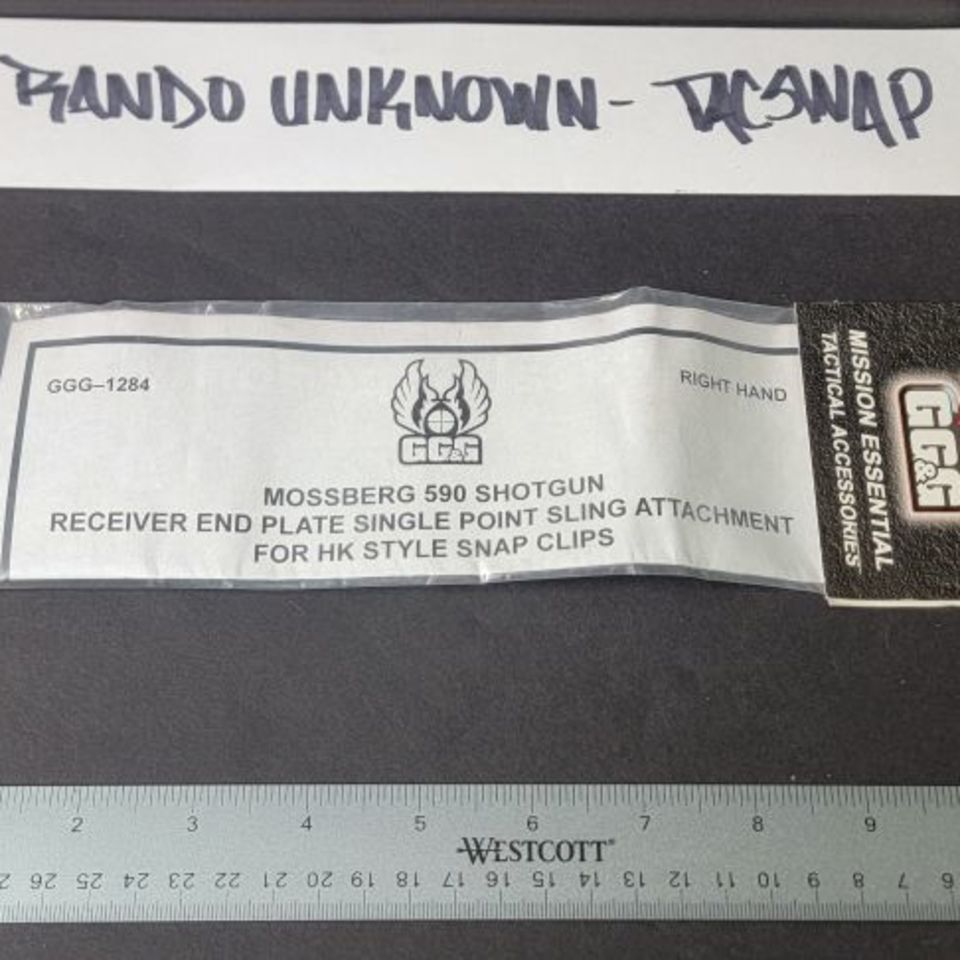 RANDO UNKNOWN - TACSWAP
GGG-1284
RIGHT HAND
GG&G
MOSSBERG 590 SHOTGUN
RECEIVER END PLATE SINGLE POINT SLING ATTACHMENT
FOR HK STYLE SNAP CLIPS
MISSION ESSENTIAL
TACTICAL ACCESSORIES
GG&G
2 3 4 5 6 7 8 9
WESTCOTT®
26 25 24 23 22 21 20 19 18 17 16 15 14 13 12 11 10 9 8 7 6